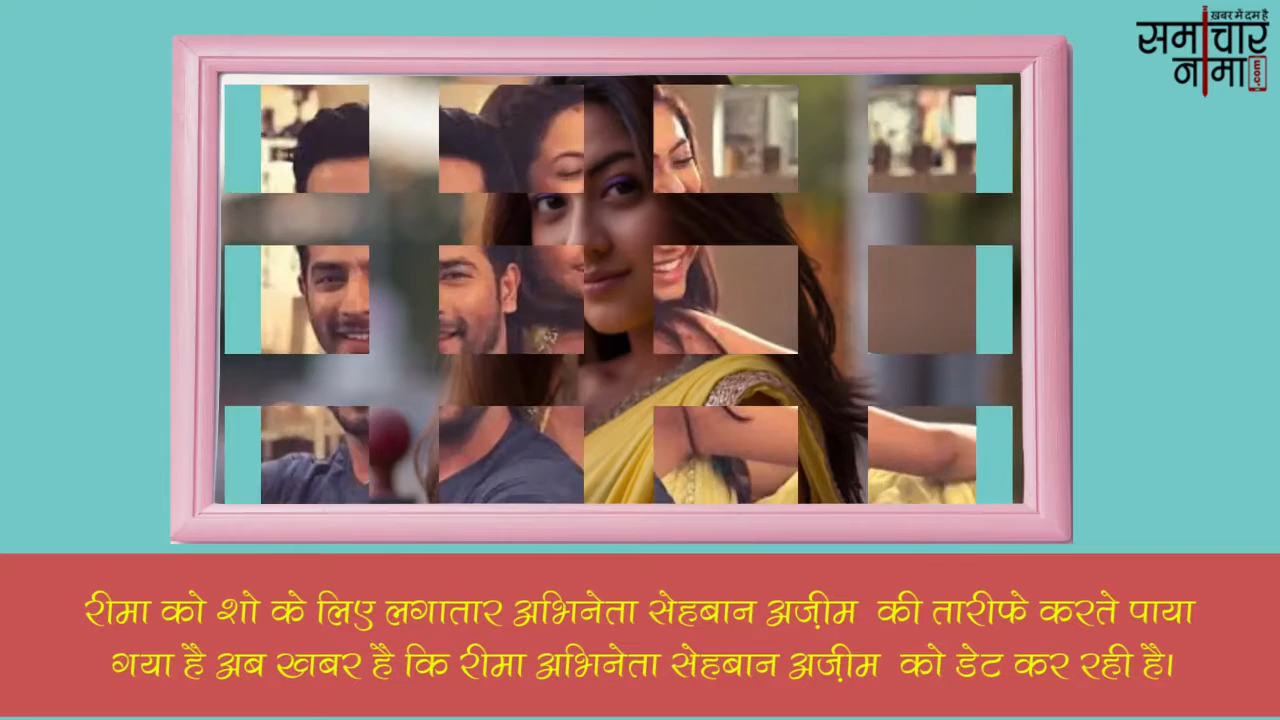 ख़बर में दम है
समाचार
नामा
.com
रीमा को शो के लिए लगातार अभिनेता सेहबान अज़ीम की तारीफे करते पाया
गया है अब खबर है कि रीमा अभिनेता सेहबान अज़ीम को डेट कर रही है।